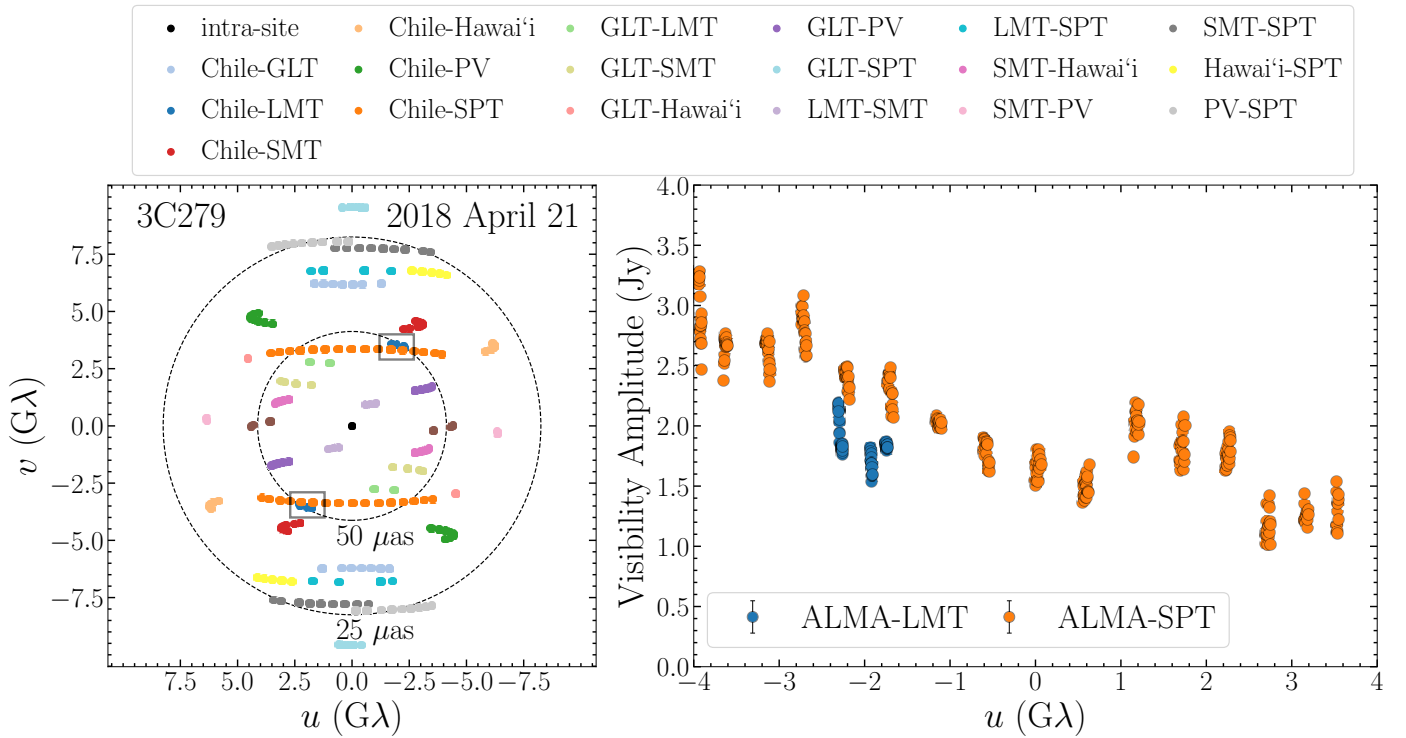 intra-site Chile-Hawai‘i GLT-LMT GLT-PV LMT-SPT SMT-SPT
Chile-GLT Chile-PV GLT-SMT GLT-SPT SMT-Hawai‘i Hawai‘i-SPT
Chile-LMT Chile-SPT GLT-Hawai‘i LMT-SMT SMT-PV PV-SPT
Chile-SMT
3C279 2018 April 21
7.5
5.0
2.5
0.0
−2.5
−5.0
−7.5
v (Gλ)
50 μas
25 μas
7.5 5.0 2.5 0.0 −2.5 −5.0 −7.5
u (Gλ)
4.0
3.5
3.0
2.5
2.0
1.5
1.0
0.5
0.0
Visibility Amplitude (Jy)
ALMA-LMT ALMA-SPT
−4 −3 −2 −1 0 1 2 3 4
u (Gλ)